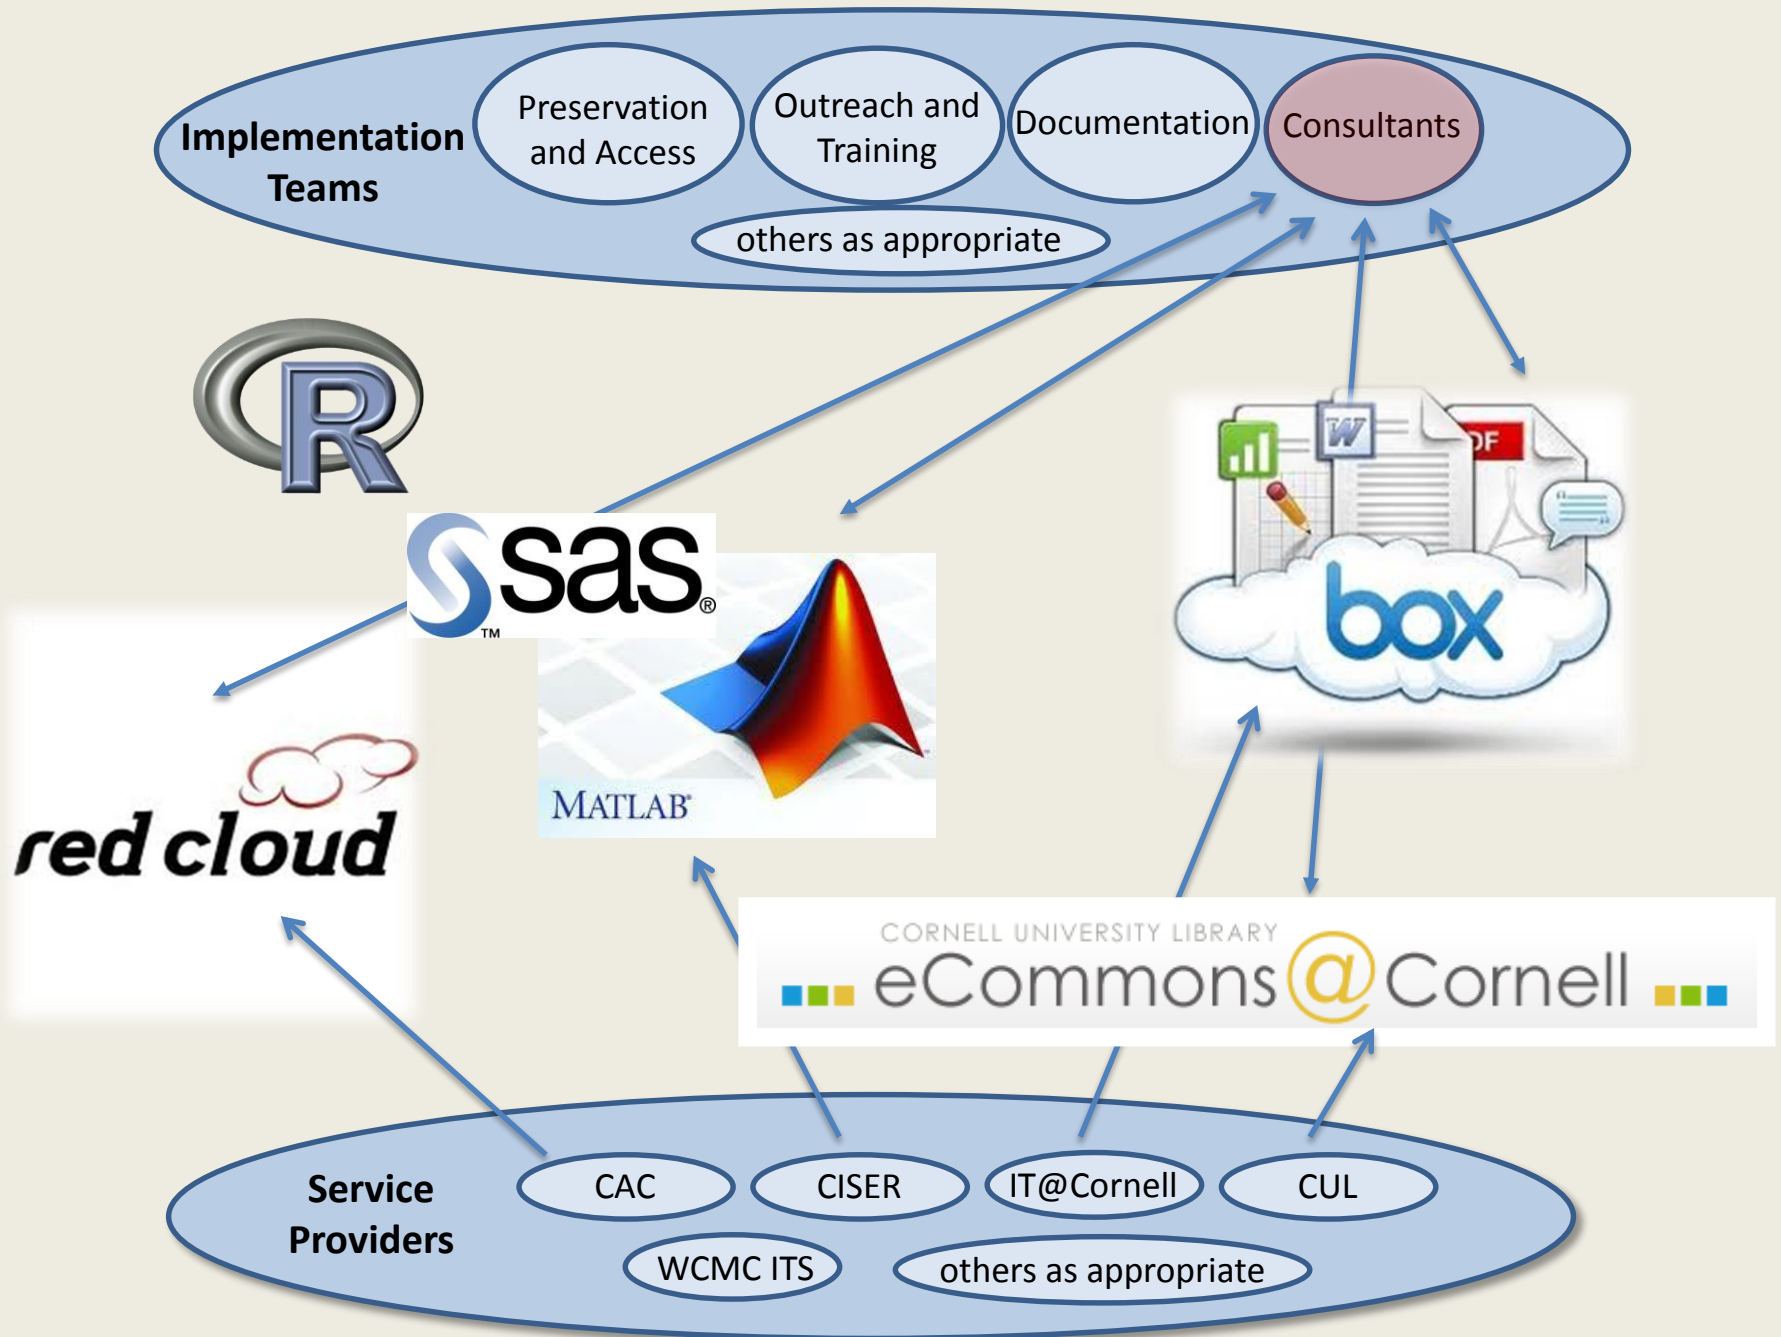 Implementation
Teams
Preservation
and Access
Outreach and
Training
Documentation
Consultants
others as appropriate
R
W
DF
sas®
TM
box
MATLAB®
red cloud
CORNELL UNIVERSITY LIBRARY
eCommons@Cornell
Service
Providers
CAC
CISER
IT@Cornell
CUL
WCMC ITS
others as appropriate